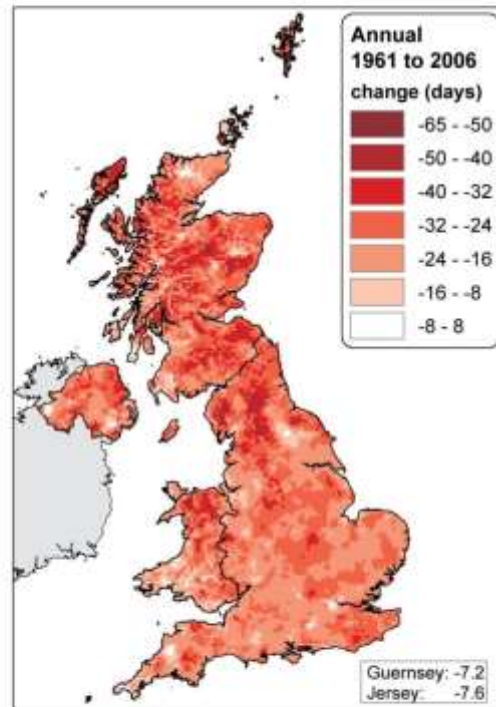 Annual
1961 to 2006
change (days)
-65 - -50
-50 - -40
-40 - -32
-32 - -24
-24 - -16
-16 - -8
-8 - 8
Guernsey: -7.2
Jersey: -7.6